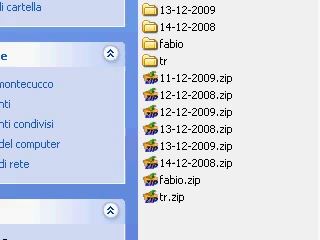 di cartella
e
montecucco
nti
nti condivisi
del computer
di rete
13-12-2009
14-12-2008
fabio
tr
11-12-2009.zip
12-12-2008.zip
12-12-2009.zip
13-12-2008.zip
13-12-2009.zip
14-12-2008.zip
fabio.zip
tr.zip